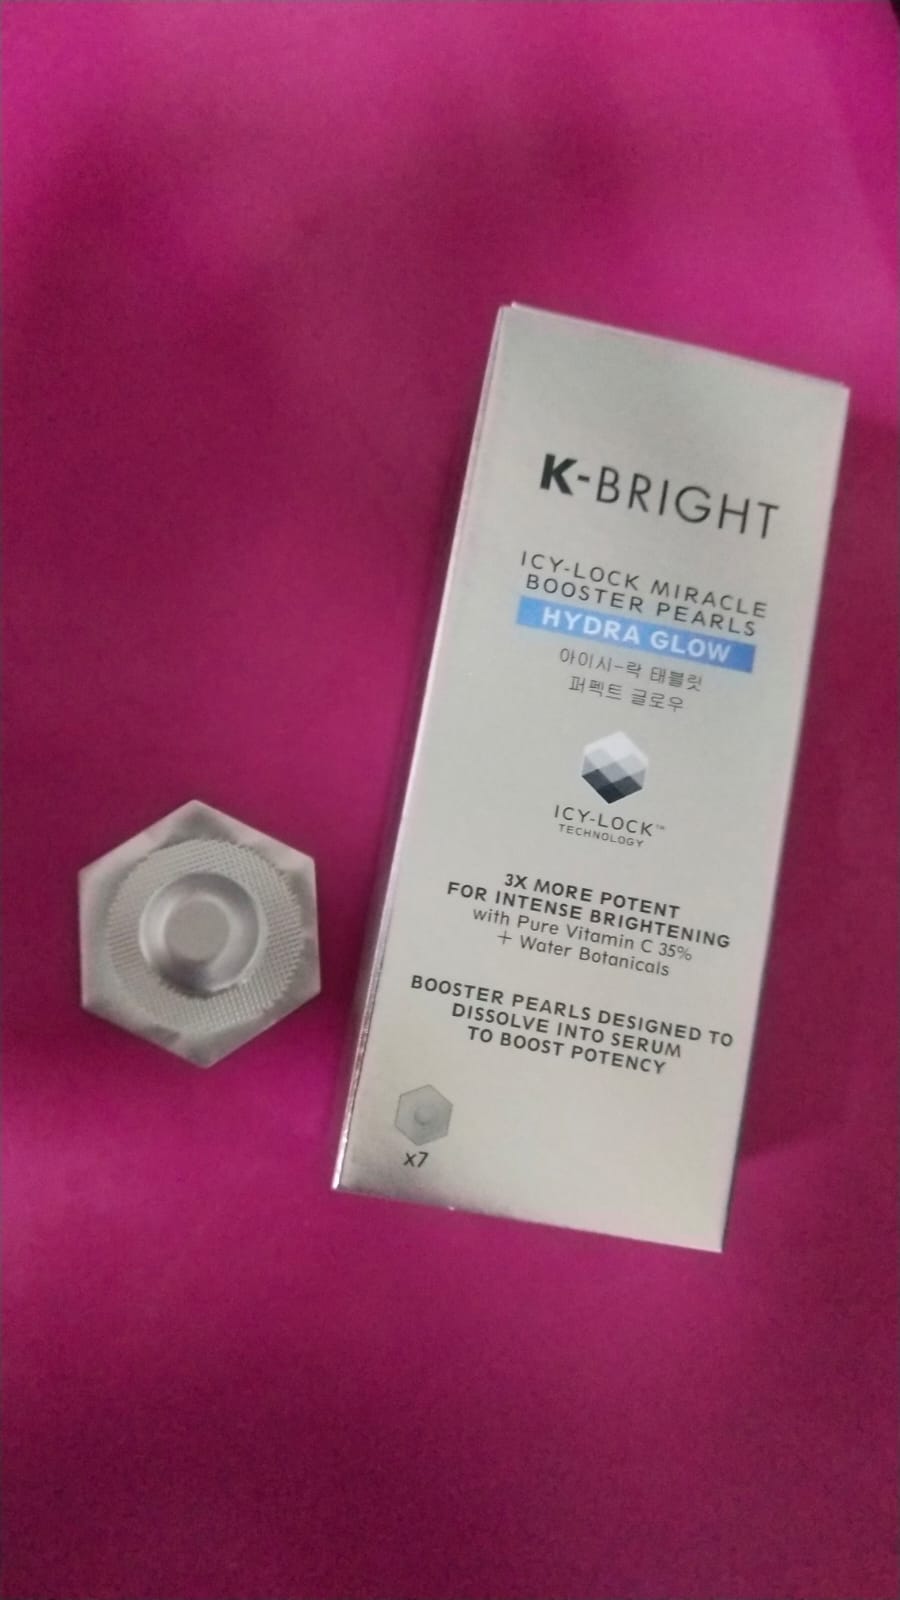 K-BRIGHT
ICY-LOCK MIRACLE
BOOSTER PEARLS
HYDRA GLOW
아이시-락 태블릿
퍼펙트 글로우
ICY-LOCK™
TECHNOLOGY
3X MORE POTENT
FOR INTENSE BRIGHTENING
with Pure Vitamin C 35%
+ Water Botanicals
BOOSTER PEARLS DESIGNED TO
DISSOLVE INTO SERUM
TO BOOST POTENCY
x7